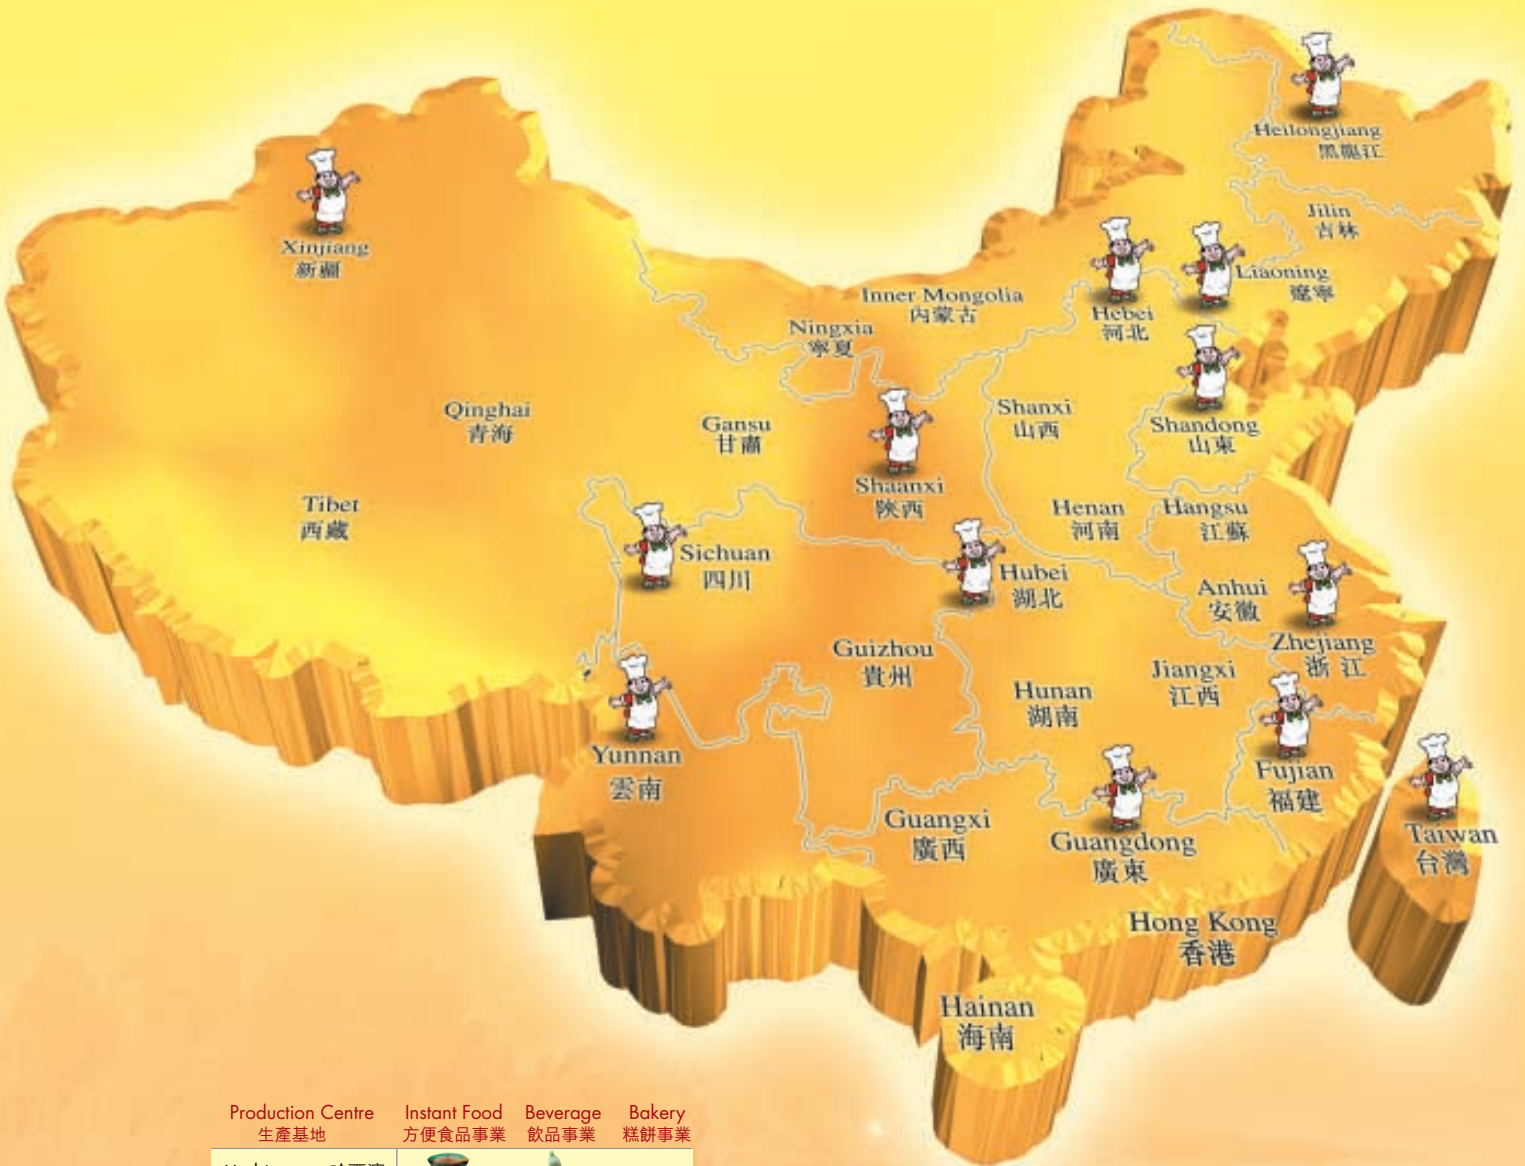 Heilongjiang
黑龍江
Jilin
吉林
Xinjiang
新疆
Liaoning
遼寧
Inner Mongolia
內蒙古
Hebei
河北
Ningxia
寧夏
Qinghai
青海
Gansu
甘肅
Shanxi
山西
Shandong
山東
Shaanxi
陝西
Tibet
西藏
Henan
河南
Hangsu
江蘇
Sichuan
四川
Hubei
湖北
Anhui
安徽
Zhejiang
浙江
Guizhou
貴州
Jiangxi
江西
Hunan
湖南
Yunnan
雲南
Fujian
福建
Guangxi
廣西
Guangdong
廣東
Taiwan
台灣
Hong Kong
香港
Hainan
海南
Production Centre Instant Food Beverage Bakery
生產基地 方便食品事業 飲品事業 糕餅事業